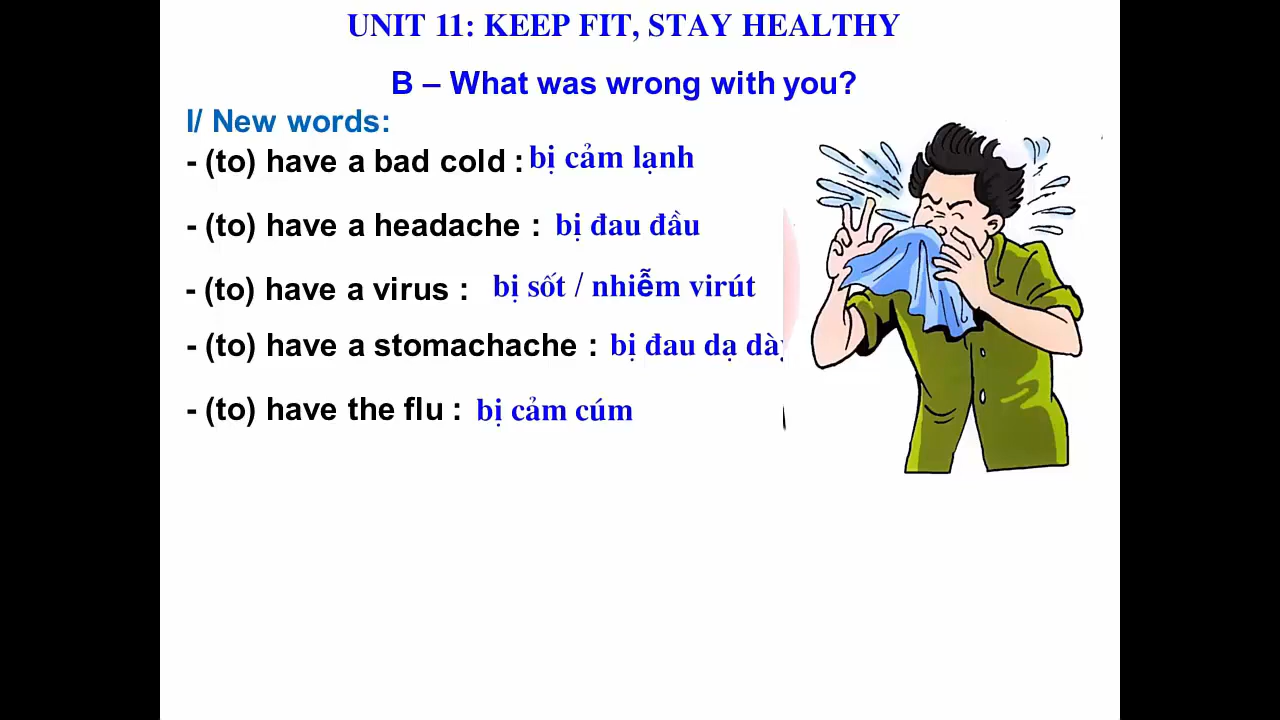 UNIT 11: KEEP FIT, STAY HEALTHY
B – What was wrong with you?
I/ New words:
- (to) have a bad cold : bị cảm lạnh
- (to) have a headache : bị đau đầu
- (to) have a virus : bị sốt / nhiễm virút
- (to) have a stomachache : bị đau dạ dày
- (to) have the flu : bị cảm cúm